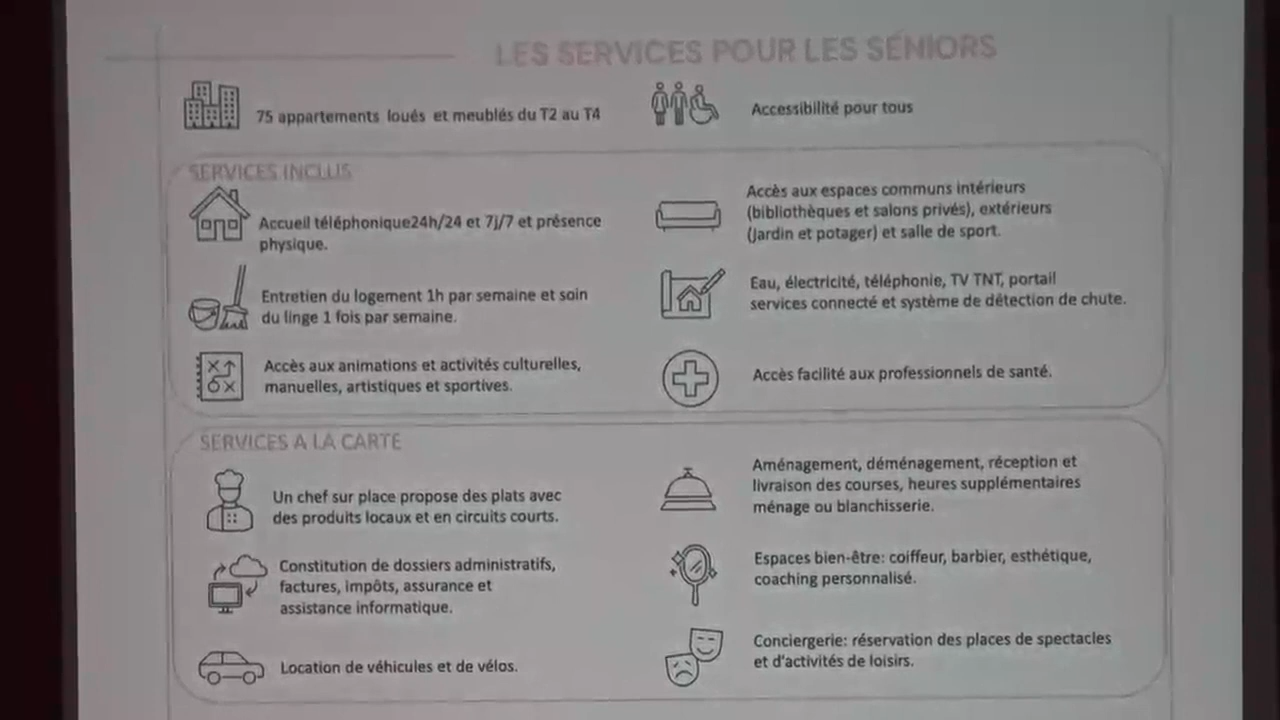 LES SERVICES POUR LES SÉNIORS
75 appartements loués et meublés du T2 au T4
Accessibilité pour tous
SERVICES INCLUS
Accueil téléphonique24h/24 et 7j/7 et présence
physique.
Accès aux espaces communs intérieurs
(bibliothèques et salons privés), extérieurs
(jardin et potager) et salle de sport.
Entretien du logement 1h par semaine et soin
du linge 1 fois par semaine.
Eau, électricité, téléphonie, TV TNT, portail
services connecté et système de détection de chute.
Accès aux animations et activités culturelles,
manuelles, artistiques et sportives.
Accès facilité aux professionnels de santé.
SERVICES A LA CARTE
Un chef sur place propose des plats avec
des produits locaux et en circuits courts.
Aménagement, déménagement, réception et
livraison des courses, heures supplémentaires
ménage ou blanchisserie.
Constitution de dossiers administratifs,
factures, impôts, assurance et
assistance informatique.
Espaces bien-être: coiffeur, barbier, esthétique,
coaching personnalisé.
Location de véhicules et de vélos.
Conciergerie: réservation des places de spectacles
et d'activités de loisirs.